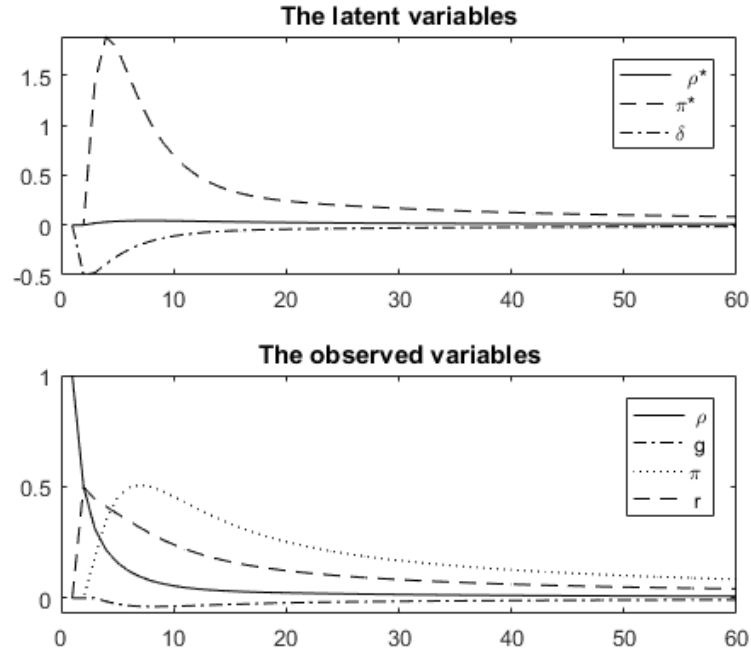 The latent variables
1.5
1
0.5
0
-0.5
ρ*
π*
δ
0 10 20 30 40 50 60
The observed variables
1
0.5
0
ρ
g
π
r
0 10 20 30 40 50 60